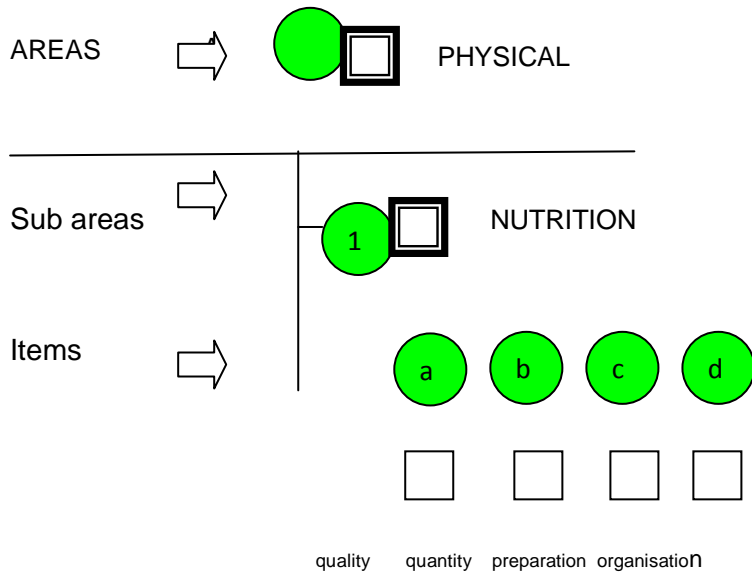 AREAS PHYSICAL
Sub areas 1 NUTRITION
Items a b c d
quality quantity preparation organisation